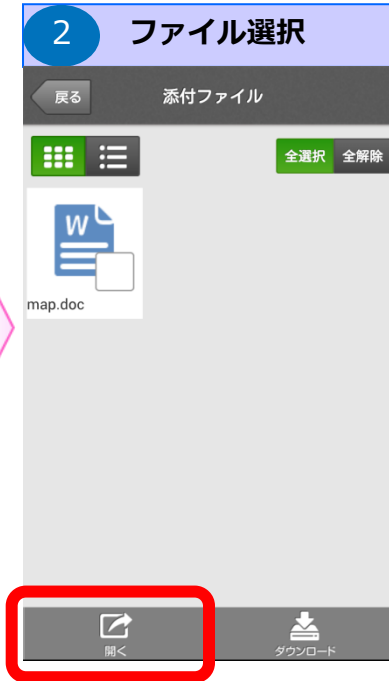 2 ファイル選択
戻る 添付ファイル
全選択 全解除
W
map.doc
開く ダウンロード